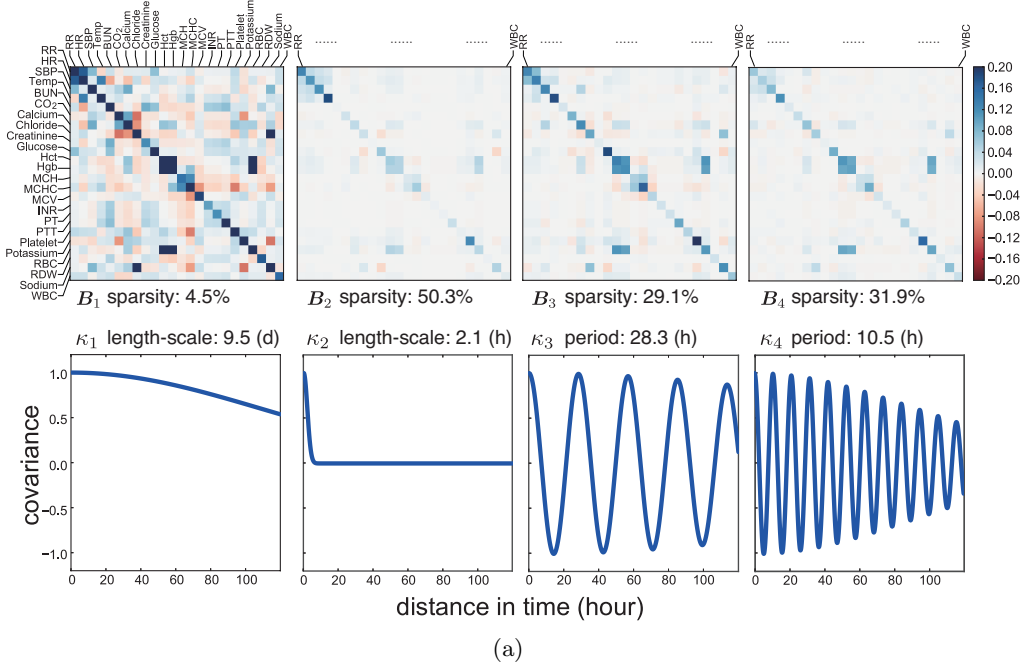 RR HR SBP Temp BUN CO2 Calcium Chloride Creatinine Glucose Hct Hgb MCH MCHC MCV INR PT PTT Platelet Potassium RBC RDW Sodium WBC
RR ...... ...... ...... WBC
RR ...... ...... ...... WBC
RR ...... ...... ...... WBC
RR
HR
SBP
Temp
BUN
CO2
Calcium
Chloride
Creatinine
Glucose
Hct
Hgb
MCH
MCHC
MCV
INR
PT
PTT
Platelet
Potassium
RBC
RDW
Sodium
WBC
0.20
0.16
0.12
0.08
0.04
0.00
−0.04
−0.08
−0.12
−0.16
−0.20
B1 sparsity: 4.5%
B2 sparsity: 50.3%
B3 sparsity: 29.1%
B4 sparsity: 31.9%
κ1 length-scale: 9.5 (d)
κ2 length-scale: 2.1 (h)
κ3 period: 28.3 (h)
κ4 period: 10.5 (h)
covariance
1.0
0.5
0.0
−0.5
−1.0
0 20 40 60 80 100
0 20 40 60 80 100
0 20 40 60 80 100
0 20 40 60 80 100
distance in time (hour)
(a)